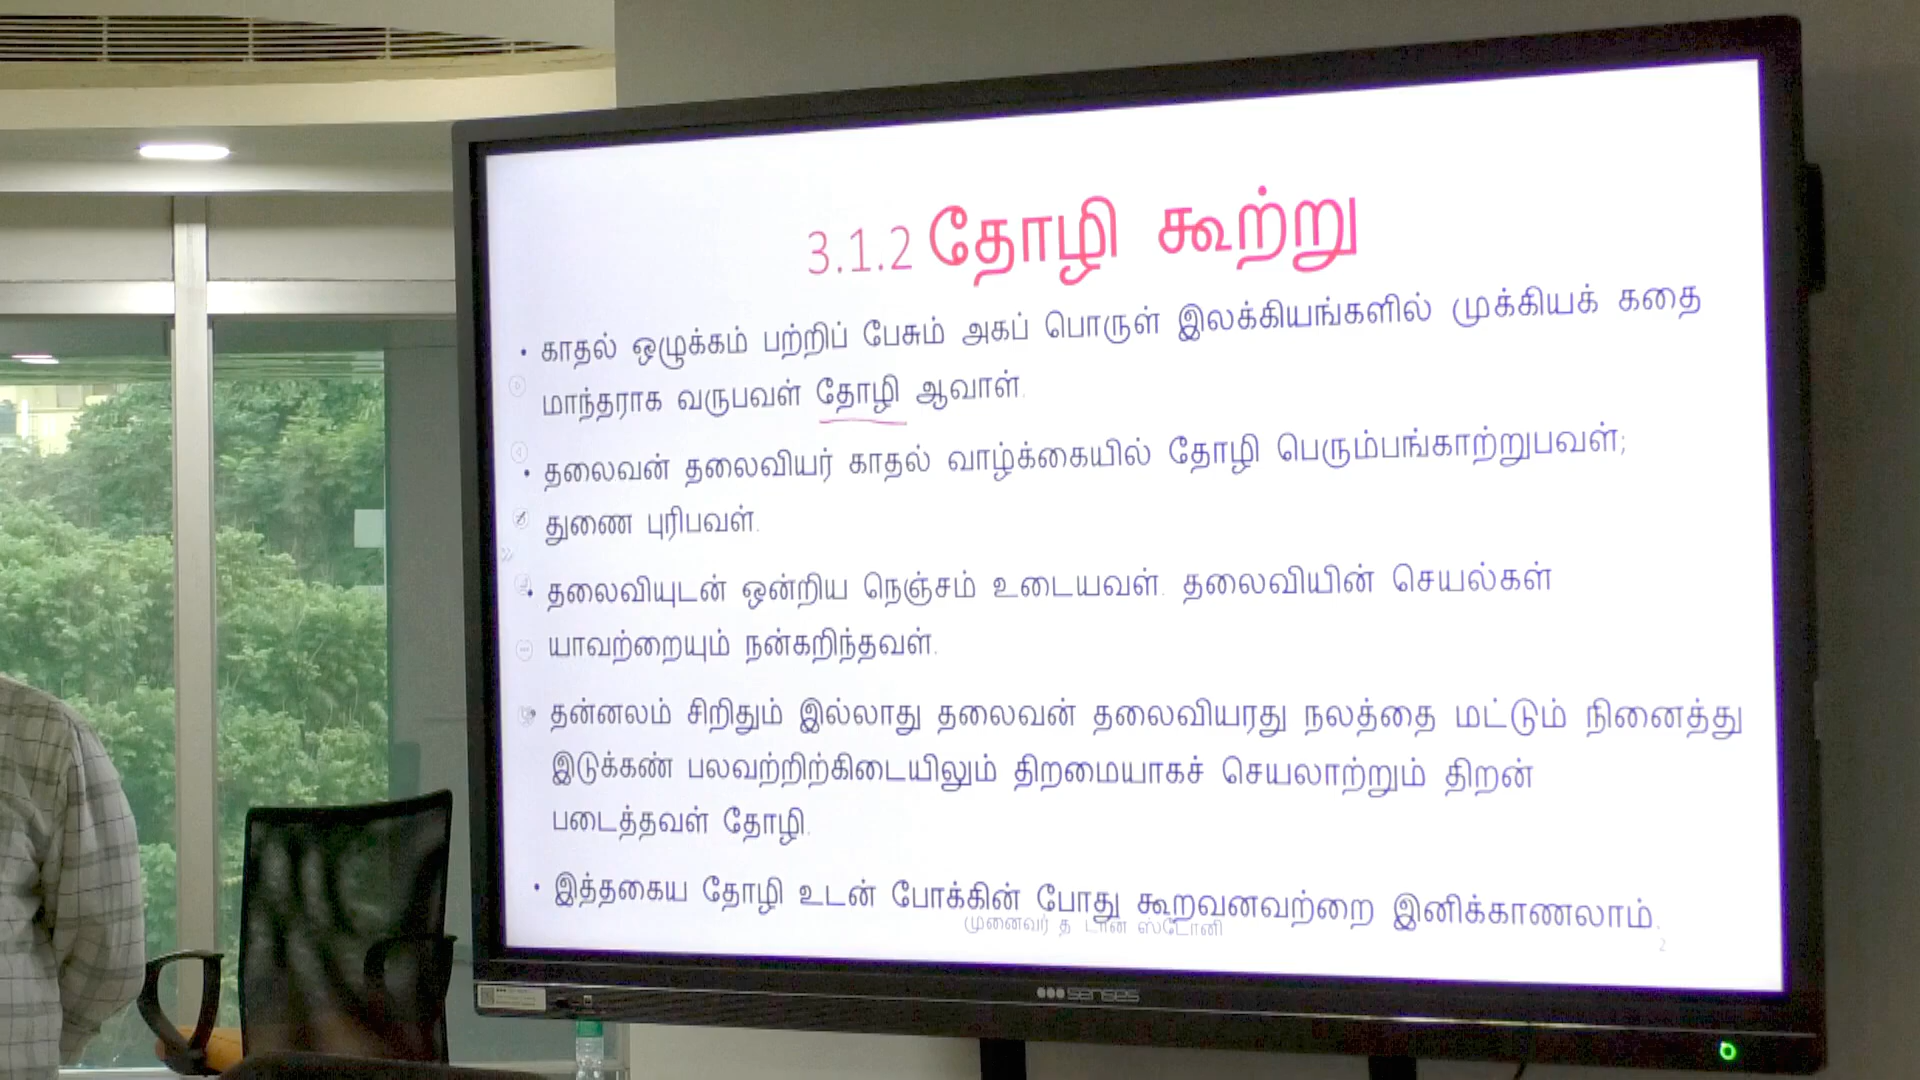 3.1.2 தோழி கூற்று
• காதல் ஒழுக்கம் பற்றிப் பேசும் அகப் பொருள் இலக்கியங்களில் முக்கியக் கதை
மாந்தராக வருபவள் தோழி ஆவாள்.
• தலைவன் தலைவியர் காதல் வாழ்க்கையில் தோழி பெரும்பங்காற்றுபவள்;
துணை புரிபவள்.
• தலைவியுடன் ஒன்றிய நெஞ்சம் உடையவள். தலைவியின் செயல்கள்
யாவற்றையும் நன்கறிந்தவள்.
• தன்னலம் சிறிதும் இல்லாது தலைவன் தலைவியரது நலத்தை மட்டும் நினைத்து
இடுக்கண் பலவற்றிற்கிடையிலும் திறமையாகச் செயலாற்றும் திறன்
படைத்தவள் தோழி.
• இத்தகைய தோழி உடன் போக்கின் போது கூறவனவற்றை இனிக்காணலாம்.
முனைவர் த டான் ஸ்டோனி
2
senses